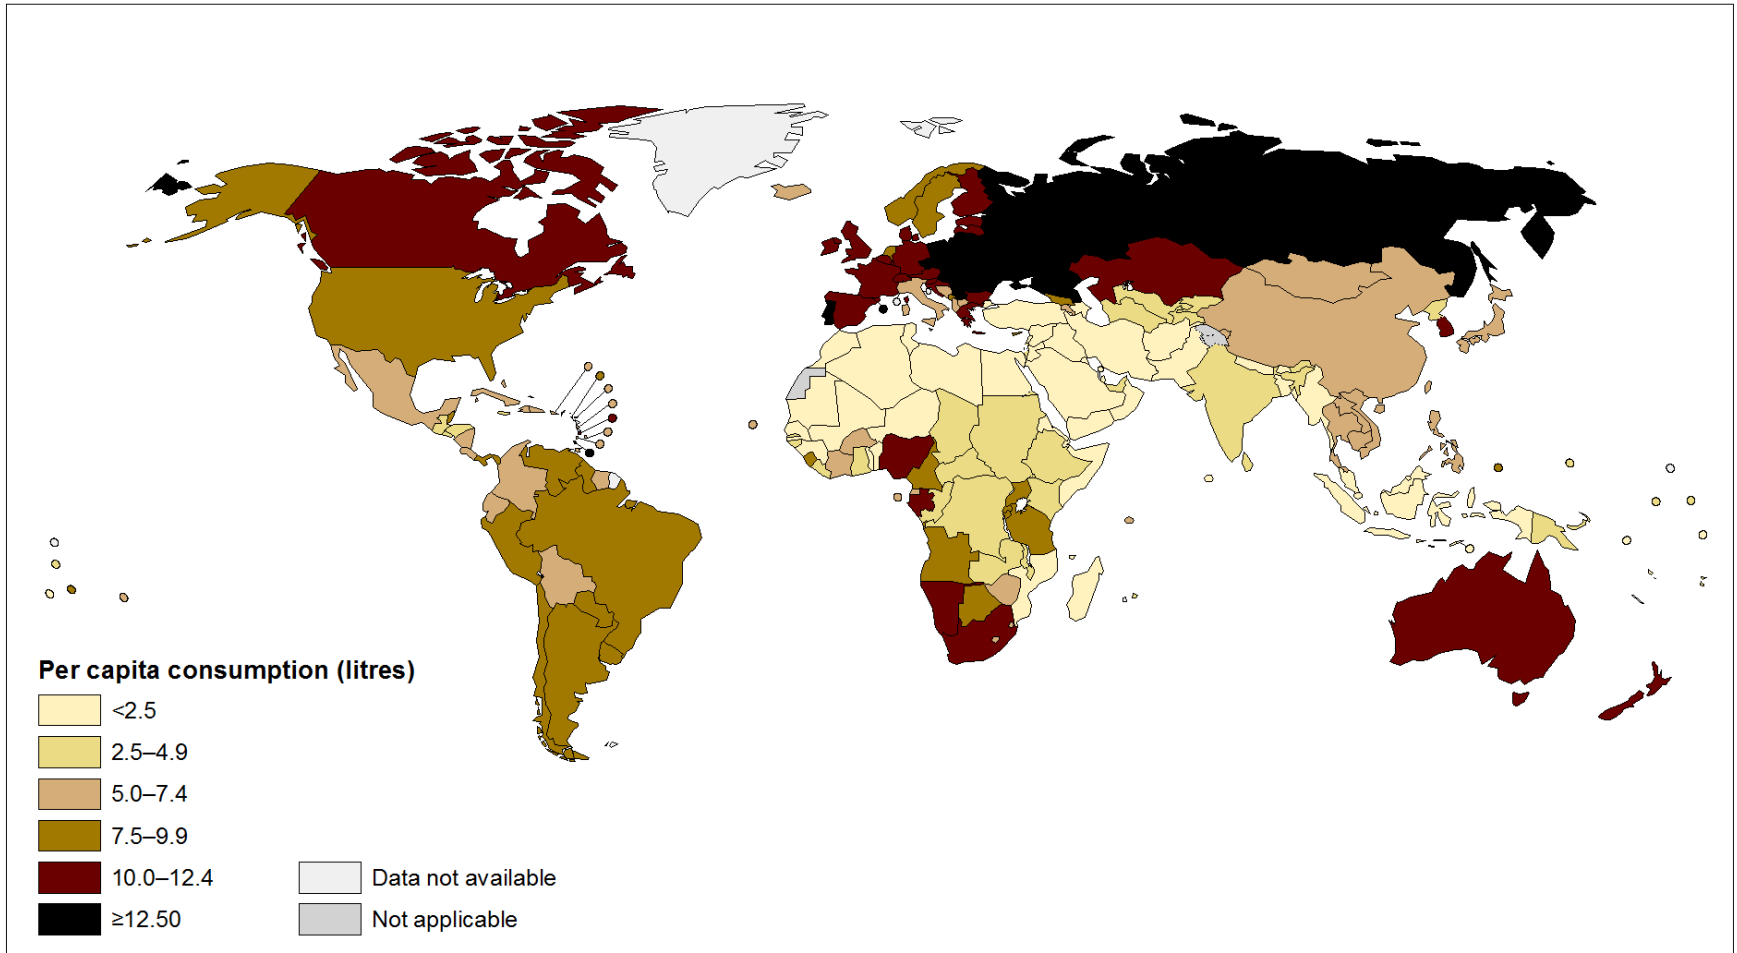 Per capita consumption (litres)
<2.5
2.5–4.9
5.0–7.4
7.5–9.9
10.0–12.4
≥12.50
Data not available
Not applicable